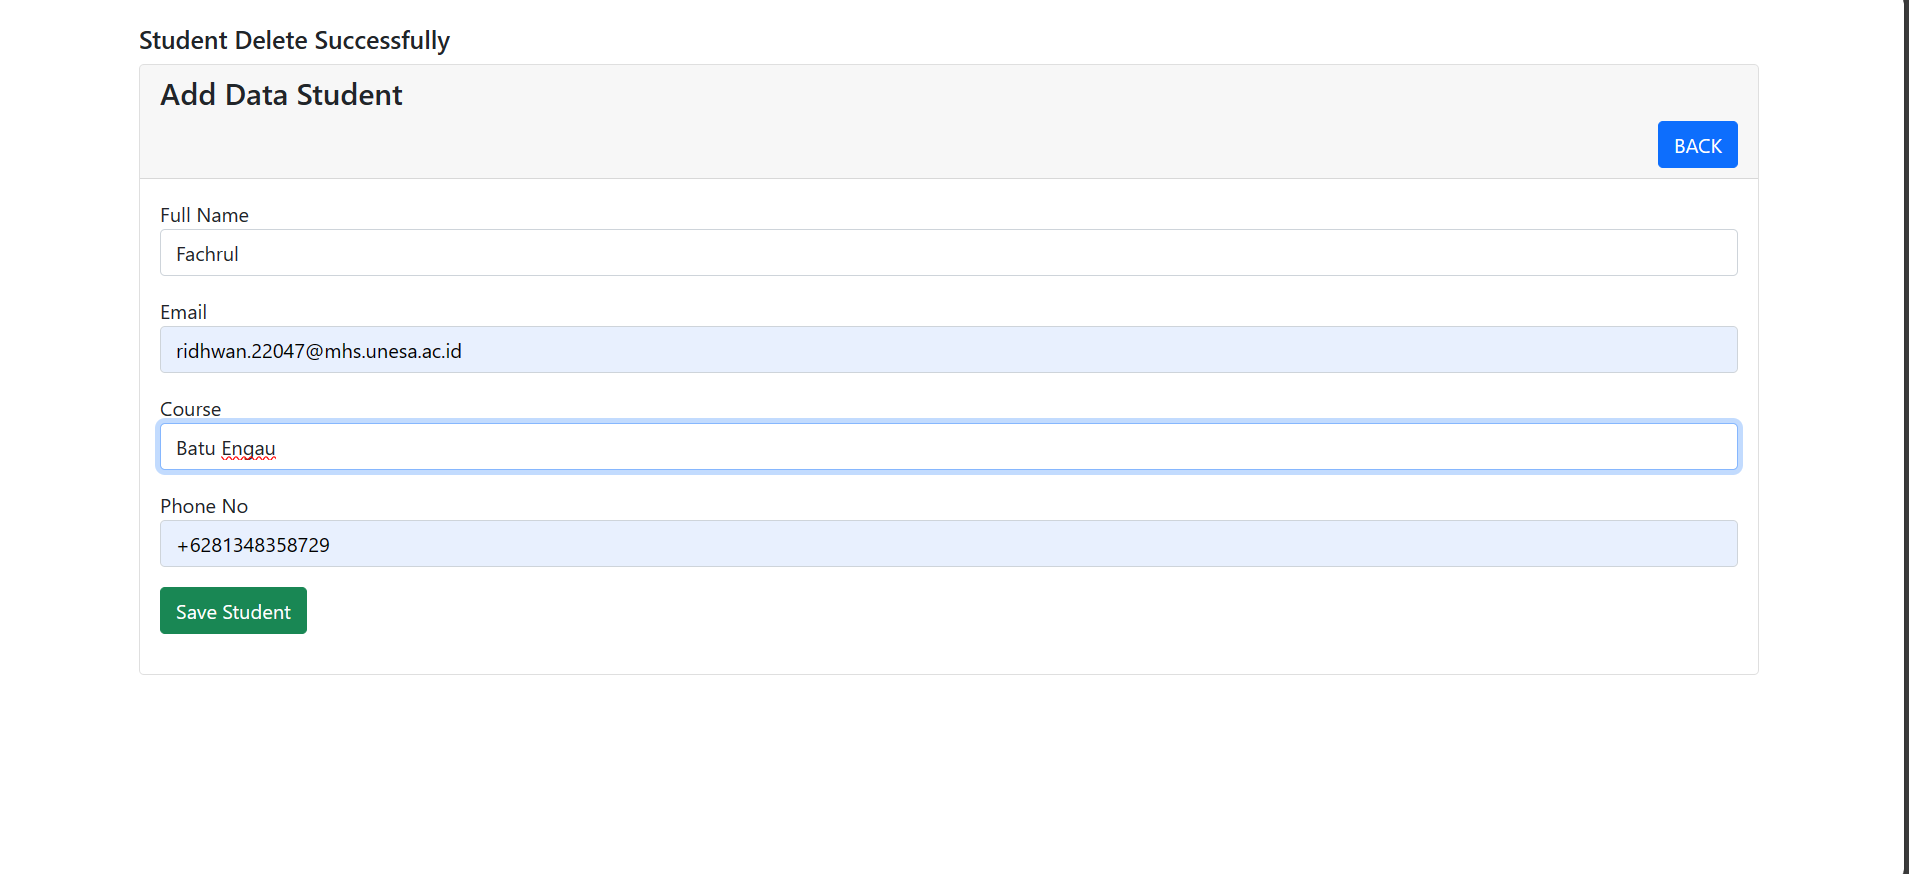 Student Delete Successfully
Add Data Student
BACK
Full Name
Fachrul
Email
ridhwan.22047@mhs.unesa.ac.id
Course
Batu Engau
Phone No
+6281348358729
Save Student